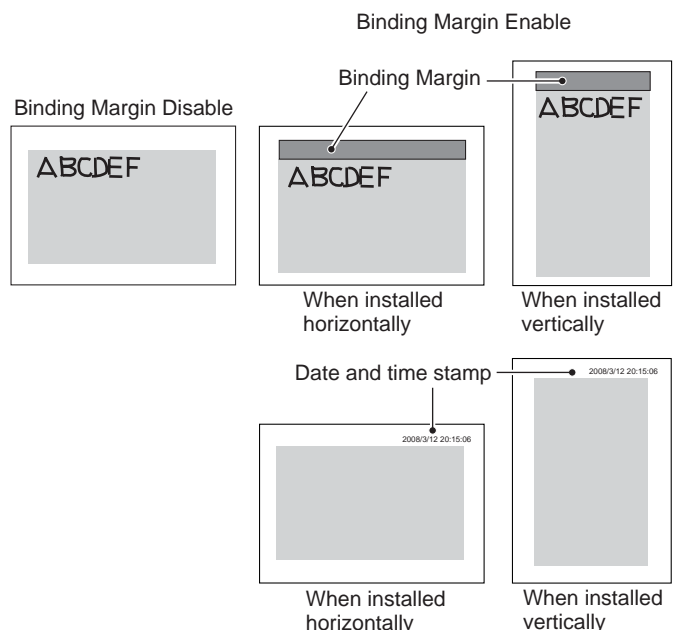 Binding Margin Enable
Binding Margin
Binding Margin Disable
ABCDEF
ABCDEF
ABCDEF
When installed
horizontally
When installed
vertically
Date and time stamp
2008/3/12 20:15:06
2008/3/12 20:15:06
When installed
horizontally
When installed
vertically